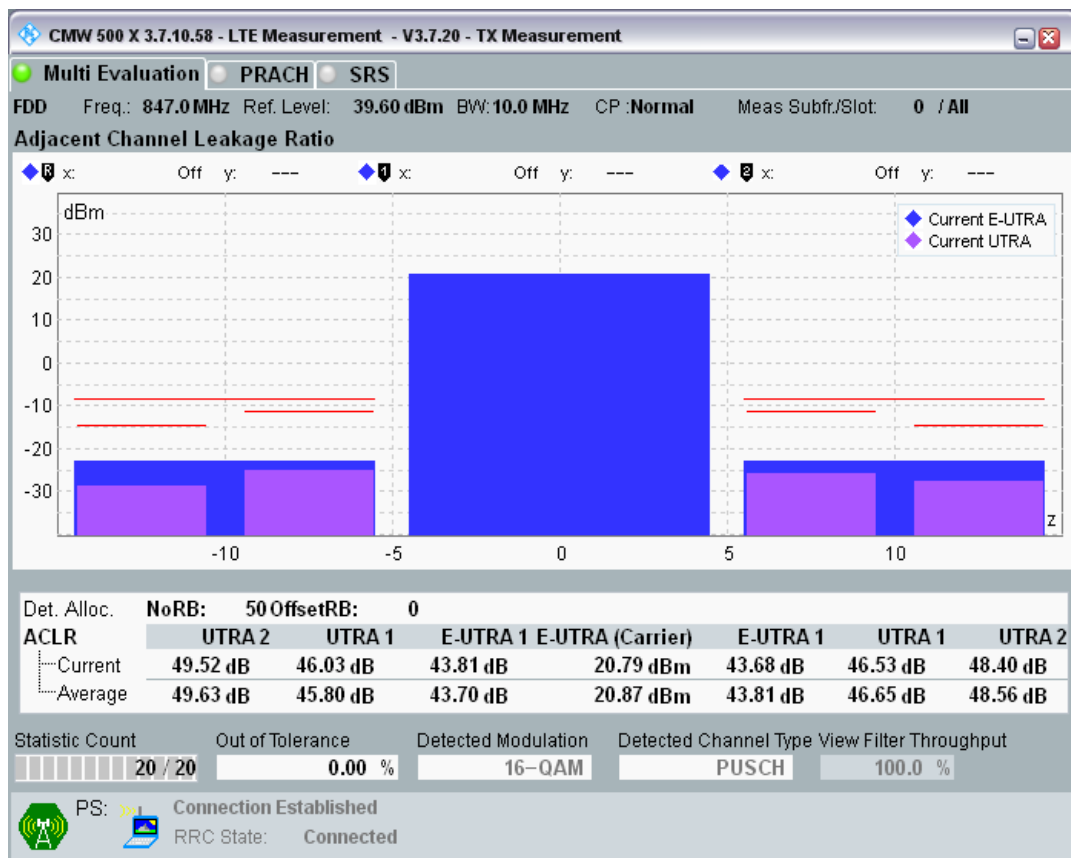 CMW 500 X 3.7.10.58 - LTE Measurement - V3.7.20 - TX Measurement
Multi Evaluation PRACH SRS
FDD Freq.: 847.0 MHz Ref. Level: 39.60 dBm BW: 10.0 MHz CP :Normal Meas Subfr./Slot: 0 / All
Adjacent Channel Leakage Ratio
R x: Off y: --- 1 x: Off y: --- 2 x: Off y: ---
dBm
Current E-UTRA
Current UTRA
30
20
10
0
-10
-20
-30
z
-10 -5 0 5 10
Det. Alloc. NoRB: 50 OffsetRB: 0
ACLR UTRA 2 UTRA 1 E-UTRA 1 E-UTRA (Carrier) E-UTRA 1 UTRA 1 UTRA 2
Current 49.52 dB 46.03 dB 43.81 dB 20.79 dBm 43.68 dB 46.53 dB 48.40 dB
Average 49.63 dB 45.80 dB 43.70 dB 20.87 dBm 43.81 dB 46.65 dB 48.56 dB
Statistic Count Out of Tolerance Detected Modulation Detected Channel Type View Filter Throughput
20 / 20 0.00 % 16-QAM PUSCH 100.0 %
PS: Connection Established
RRC State: Connected